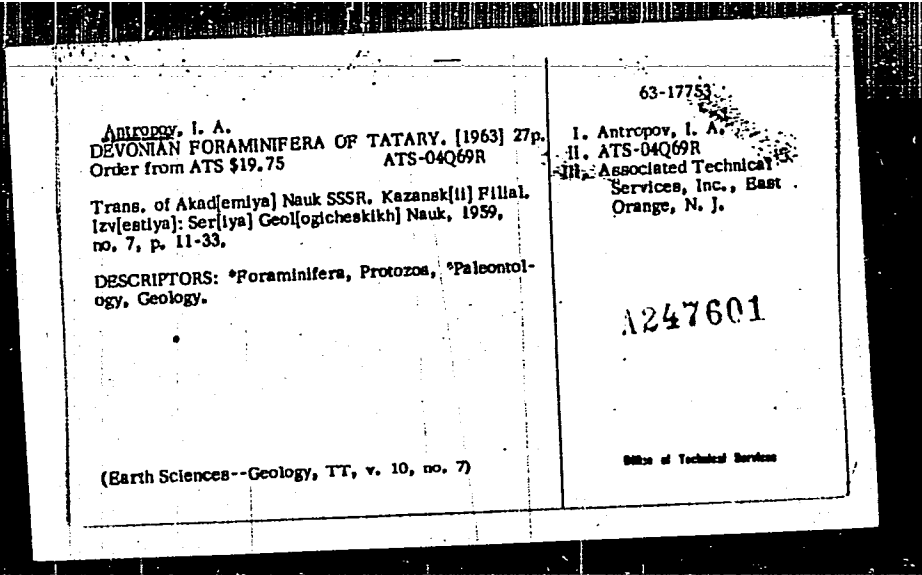 Antropov, I. A.
DEVONIAN FORAMINIFERA OF TATARY. [1963] 27p.
Order from ATS $19.75 ATS-04Q69R
Trans. of Akad[emiya] Nauk SSSR. Kazansk[ii] Filial.
Izv[estiya]: Ser[iya] Geol[ogicheskikh] Nauk, 1959,
no. 7, p. 11-33.
DESCRIPTORS: *Foraminifera, Protozoa, *Paleontol-
ogy, Geology.
(Earth Sciences--Geology, TT, v. 10, no. 7)
63-17753
I. Antropov, I. A.
II. ATS-04Q69R
III. Associated Technical
Services, Inc., East
Orange, N. J.
A247601
Office of Technical Services